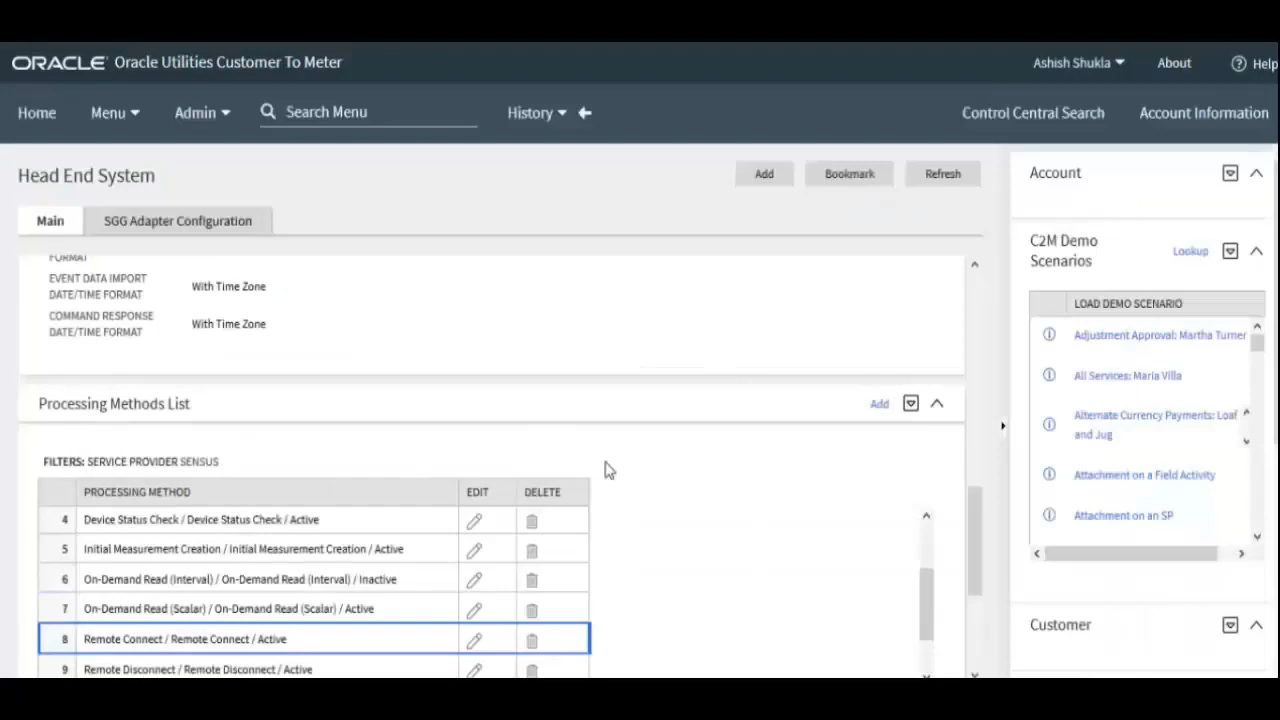 ORACLE Oracle Utilities Customer To Meter
Ashish Shukla About Help
Home Menu Admin Search Menu History Control Central Search Account Information
Head End System
Add Bookmark Refresh
Main SGG Adapter Configuration
FORMAT
EVENT DATA IMPORT
DATE/TIME FORMAT
With Time Zone
COMMAND RESPONSE
DATE/TIME FORMAT
With Time Zone
Processing Methods List
Add
FILTERS: SERVICE PROVIDER SENSUS
PROCESSING METHOD EDIT DELETE
4 Device Status Check / Device Status Check / Active
5 Initial Measurement Creation / Initial Measurement Creation / Active
6 On-Demand Read (Interval) / On-Demand Read (Interval) / Inactive
7 On-Demand Read (Scalar) / On-Demand Read (Scalar) / Active
8 Remote Connect / Remote Connect / Active
9 Remote Disconnect / Remote Disconnect / Active
Account
C2M Demo
Scenarios
Lookup
LOAD DEMO SCENARIO
Adjustment Approval: Martha Turner
All Services: Maria Villa
Alternate Currency Payments: Loaf
and Jug
Attachment on a Field Activity
Attachment on an SP
Customer